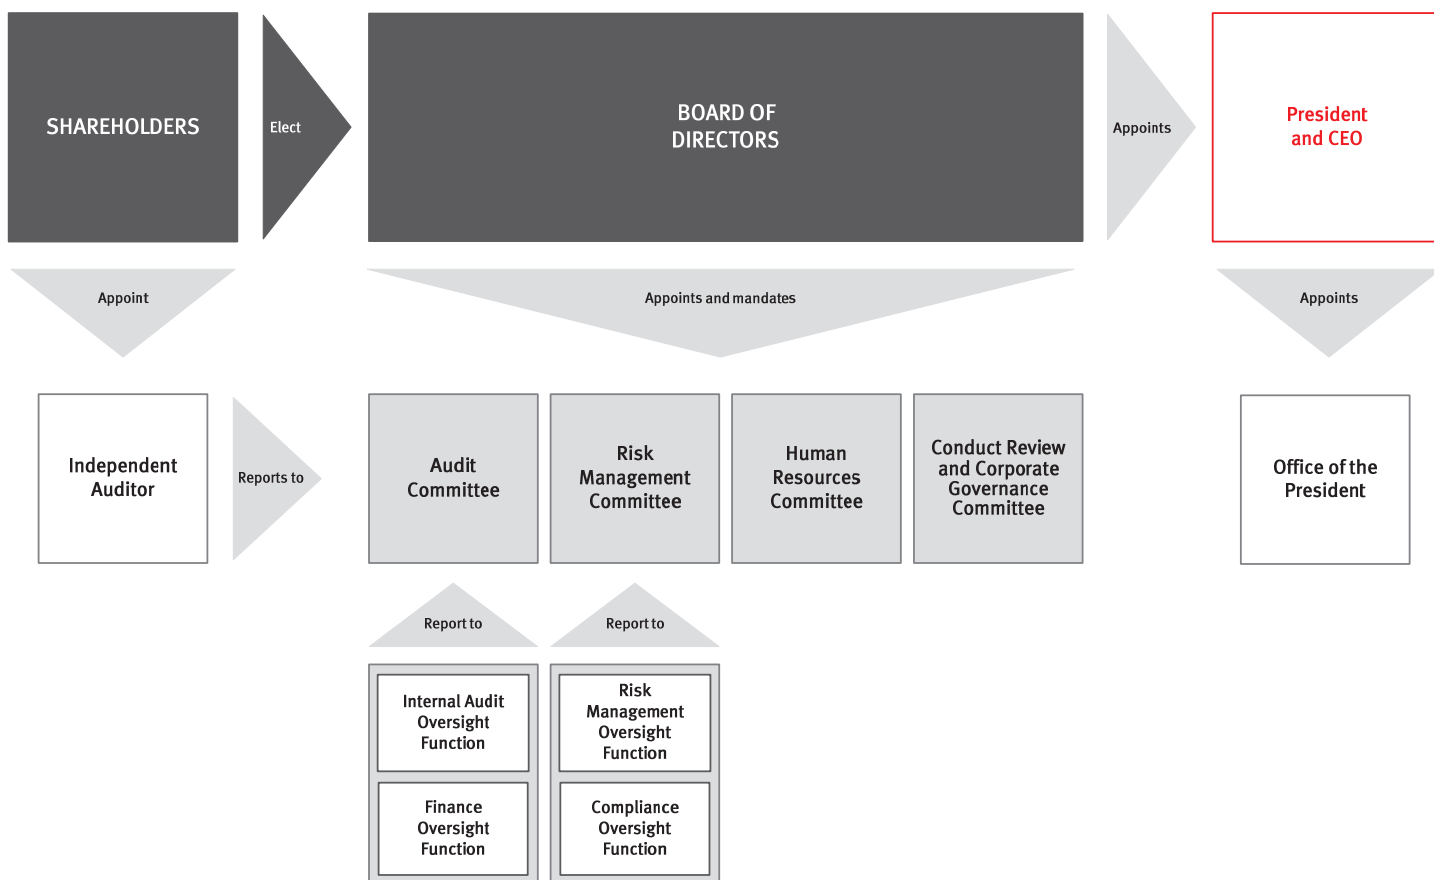 SHAREHOLDERS
Elect
BOARD OF
DIRECTORS
Appoints
President
and CEO
Appoint
Appoints and mandates
Appoints
Independent
Auditor
Reports to
Audit
Committee
Risk
Management
Committee
Human
Resources
Committee
Conduct Review
and Corporate
Governance
Committee
Office of the
President
Report to
Report to
Internal Audit
Oversight
Function
Risk
Management
Oversight
Function
Finance
Oversight
Function
Compliance
Oversight
Function